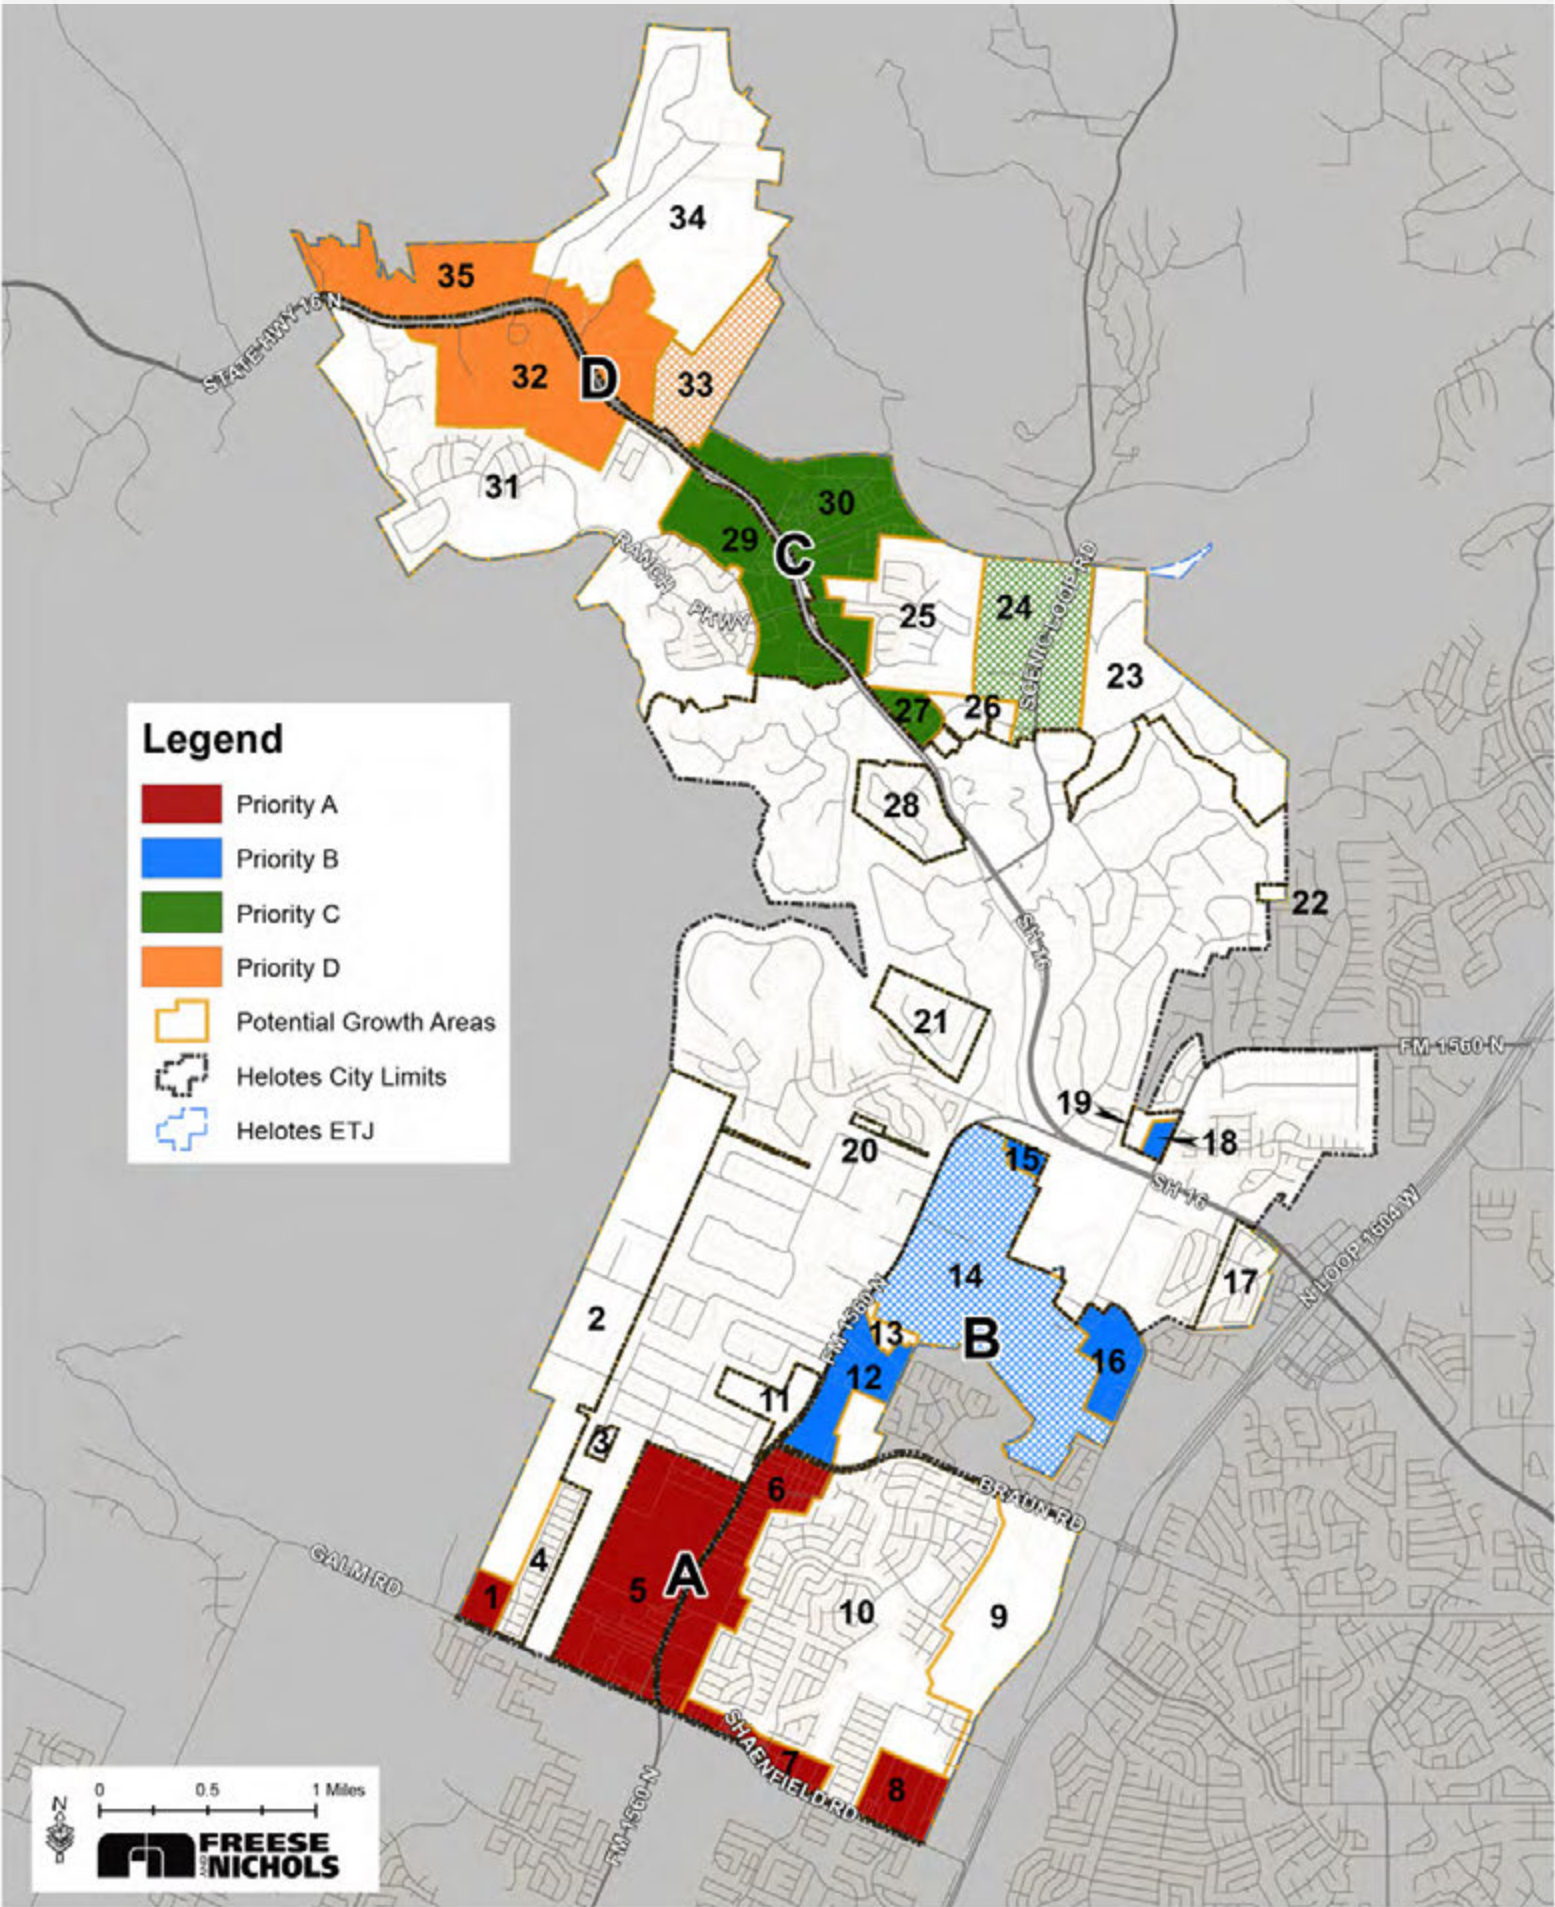 34
35
STATE HWY 16 N
32
D
33
31
30
29
C
RANCH PKWY
25
24
SCENIC LOOP RD
23
27
26
28
22
SH-16
21
FM 1560 N
19
18
20
15
SH-16
N LOOP 1604 W
14
17
2
FM 1560 N
13
B
16
12
11
3
6
BRAUN RD
4
GALM RD
5
A
1
10
9
SHAENFIELD RD
7
8
FM 1560 N
Legend
Priority A
Priority B
Priority C
Priority D
Potential Growth Areas
Helotes City Limits
Helotes ETJ
0 0.5 1 Miles
N
FREESE
AND
NICHOLS